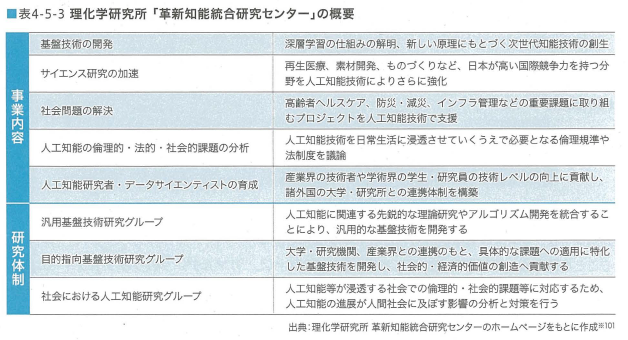 ■表4-5-3 理化学研究所「革新知能統合研究センター」の概要
事業内容
基盤技術の開発
深層学習の仕組みの解明、新しい原理にもとづく次世代知能技術の創生
サイエンス研究の加速
再生医療、素材開発、ものづくりなど、日本が高い国際競争力を持つ分
野を人工知能技術によりさらに強化
社会問題の解決
高齢者ヘルスケア、防災・減災、インフラ管理などの重要課題に取り組
むプロジェクトを人工知能技術で支援
人工知能の倫理的・法的・社会的課題の分析
人工知能技術を日常生活に浸透させていくうえで必要となる倫理規準や
法制度を議論
人工知能研究者・データサイエンティストの育成
産業界の技術者や学術界の学生・研究員の技術レベルの向上に貢献し、
諸外国の大学・研究所との連携体制を構築
研究体制
汎用基盤技術研究グループ
人工知能に関連する先鋭的な理論研究やアルゴリズム開発を統合するこ
とにより、汎用的な基盤技術を開発する
目的指向基盤技術研究グループ
大学・研究機関、産業界との連携のもと、具体的な課題への適用に特化
した基盤技術を開発し、社会的・経済的価値の創造へ貢献する
社会における人工知能研究グループ
人工知能等が浸透する社会での倫理的・社会的課題等に対応するため、
人工知能の進展が人間社会に及ぼす影響の分析と対策を行う
出典:理化学研究所 革新知能統合研究センターのホームページをもとに作成※101